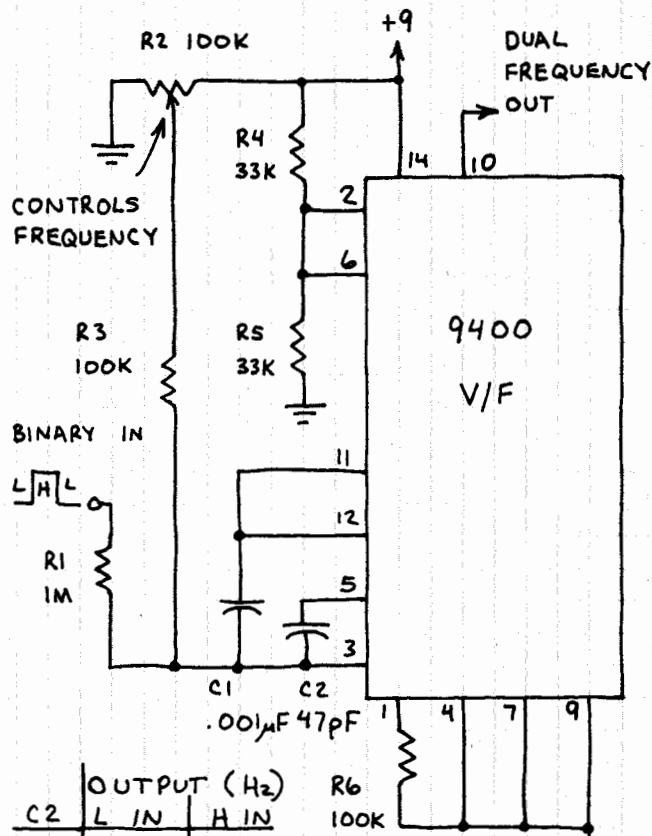 R2 100K
+9
DUAL
FREQUENCY
OUT
R4
33K
14
10
CONTROLS
FREQUENCY
2
6
R3
100K
R5
33K
9400
V/F
BINARY IN
L H L
11
12
R1
1M
5
3
C1
C2
.001µF 47pF
1
4
7
9
R6
100K
OUTPUT (Hz)
C2 L IN H IN